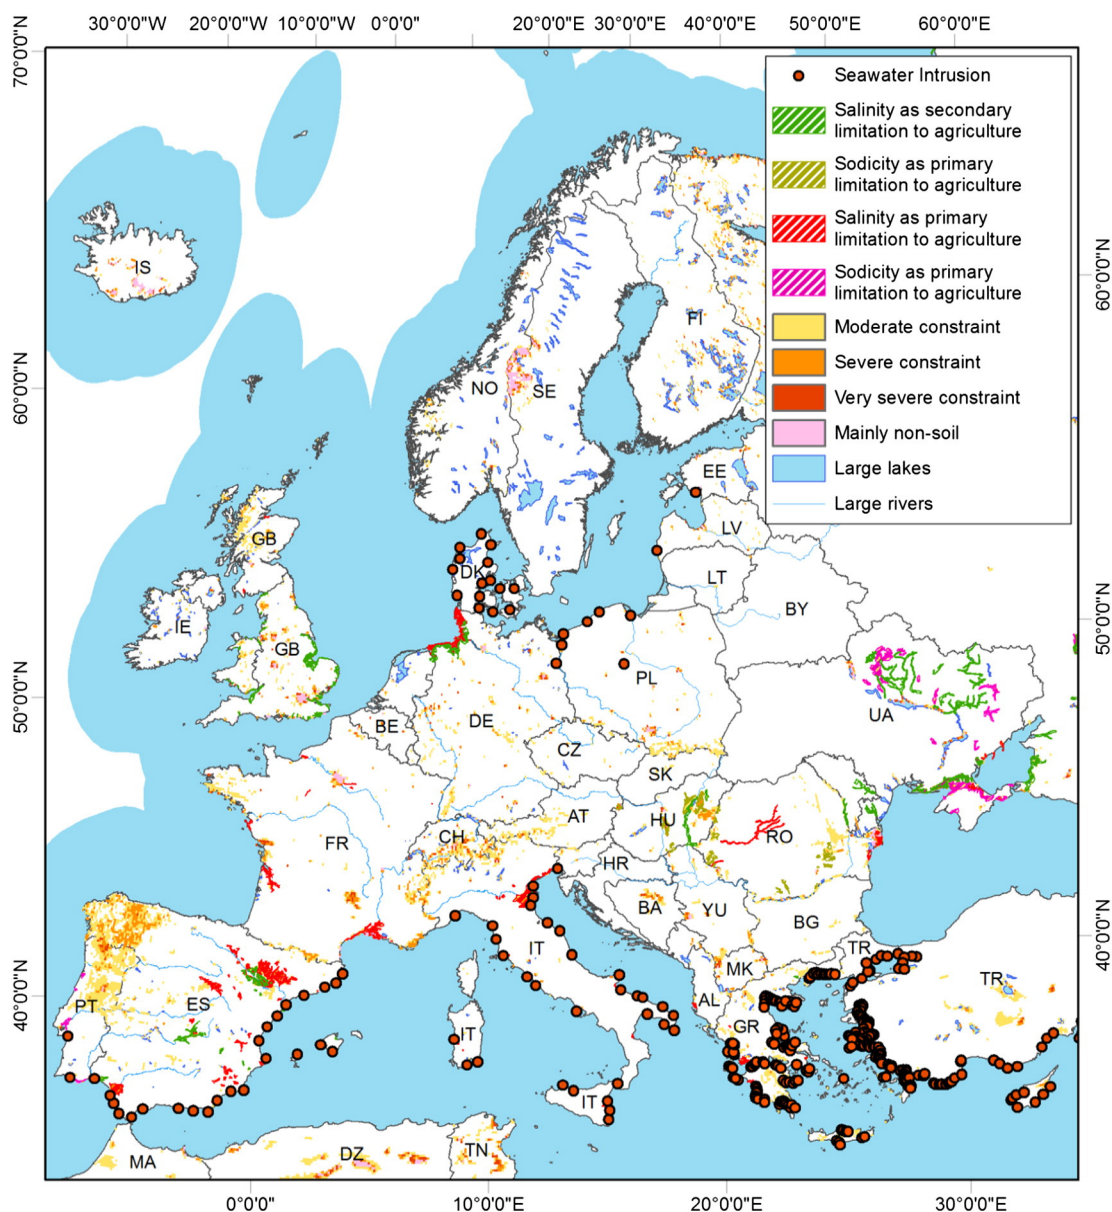 30°0'0"W 20°0'0"W 10°0'0"W 0°0'0" 20°0'0"E 30°0'0"E 40°0'0"E 50°0'0"E 60°0'0"E
70°0'0"N
60°0'0"N
50°0'0"N
40°0'0"N
60°0'0"N
50°0'0"N
40°0'0"N
Seawater Intrusion
Salinity as secondary
limitation to agriculture
Sodicity as primary
limitation to agriculture
Salinity as primary
limitation to agriculture
Sodicity as primary
limitation to agriculture
Moderate constraint
Severe constraint
Very severe constraint
Mainly non-soil
Large lakes
Large rivers
IS
FI
NO
SE
EE
GB
LV
DK
LT
BY
IE
GB
PL
UA
BE
DE
CZ
SK
AT
HU
FR
CH
RO
HR
BA
YU
BG
IT
TR
MK
TR
PT
ES
AL
GR
IT
IT
MA
DZ
TN
0°0'0" 10°0'0"E 20°0'0"E 30°0'0"E